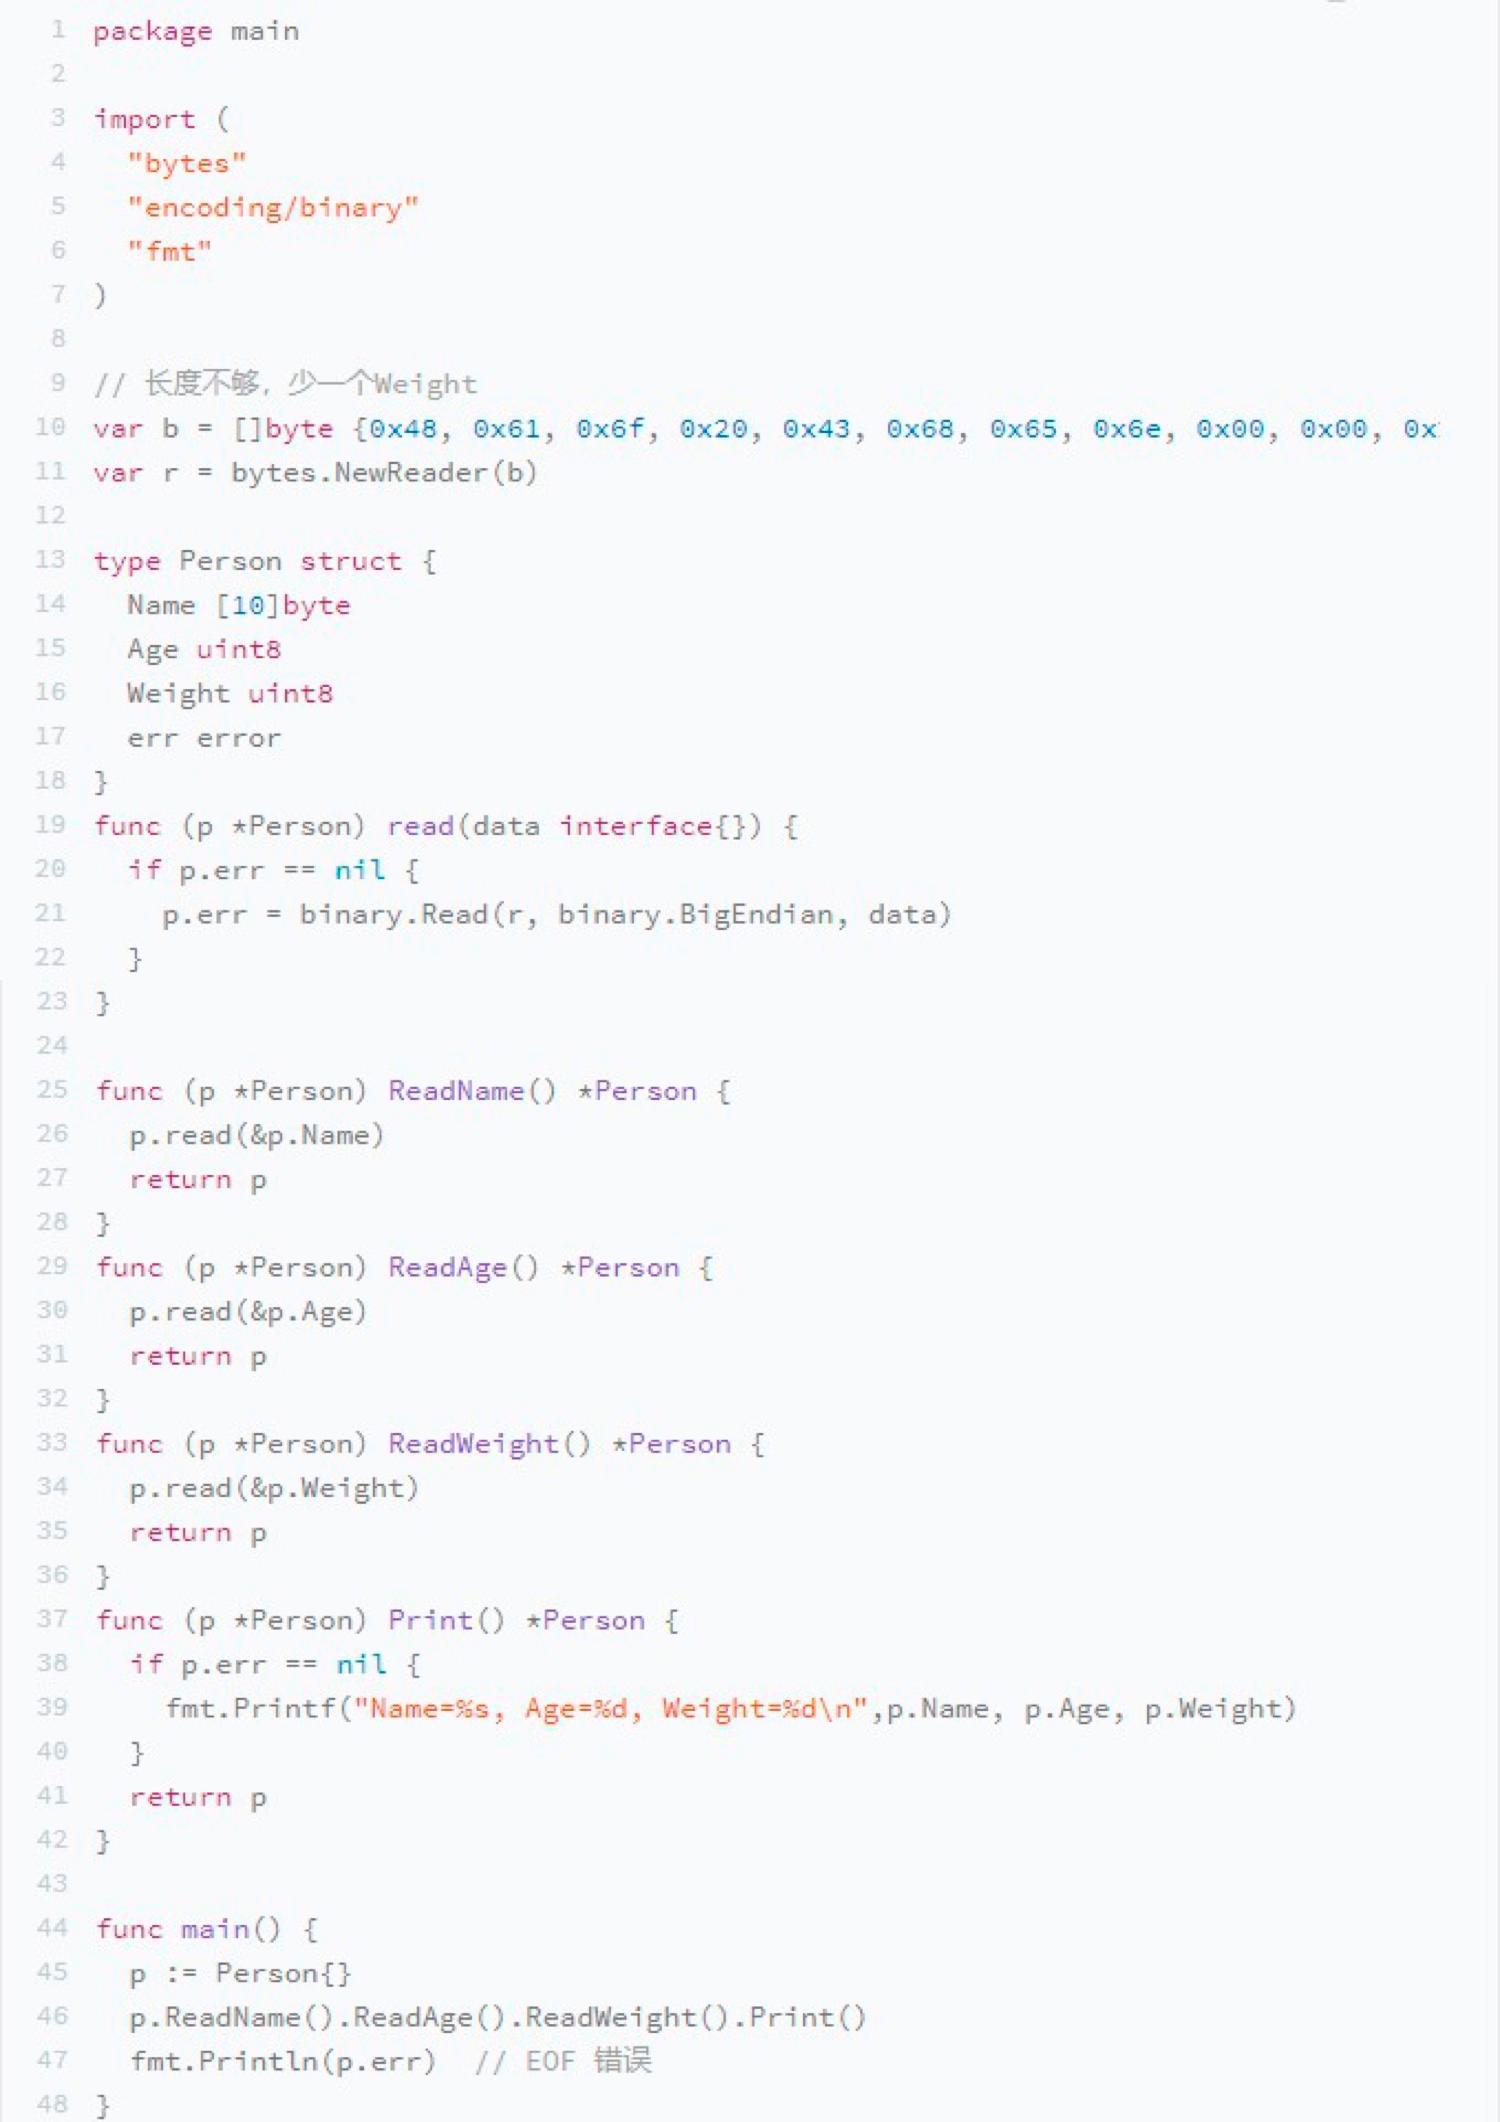 1 package main
2
3 import (
4 "bytes"
5 "encoding/binary"
6 "fmt"
7 )
8
9 // 长度不够，少一个Weight
10 var b = []byte {0x48, 0x61, 0x6f, 0x20, 0x43, 0x68, 0x65, 0x6e, 0x00, 0x00, 0x
11 var r = bytes.NewReader(b)
12
13 type Person struct {
14 Name [10]byte
15 Age uint8
16 Weight uint8
17 err error
18 }
19 func (p *Person) read(data interface{}) {
20 if p.err == nil {
21 p.err = binary.Read(r, binary.BigEndian, data)
22 }
23 }
24
25 func (p *Person) ReadName() *Person {
26 p.read(&p.Name)
27 return p
28 }
29 func (p *Person) ReadAge() *Person {
30 p.read(&p.Age)
31 return p
32 }
33 func (p *Person) ReadWeight() *Person {
34 p.read(&p.Weight)
35 return p
36 }
37 func (p *Person) Print() *Person {
38 if p.err == nil {
39 fmt.Printf("Name=%s, Age=%d, Weight=%d\n",p.Name, p.Age, p.Weight)
40 }
41 return p
42 }
43
44 func main() {
45 p := Person{}
46 p.ReadName().ReadAge().ReadWeight().Print()
47 fmt.Println(p.err) // EOF 错误
48 }